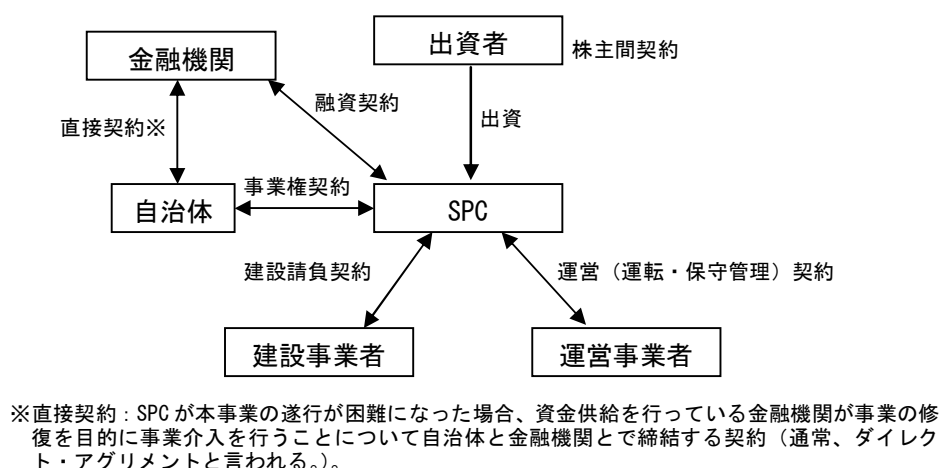 出資者
株主間契約
金融機関
融資契約
出資
直接契約※
事業権契約
自治体
SPC
建設請負契約
運営（運転・保守管理）契約
建設事業者
運営事業者
※直接契約：SPCが本事業の遂行が困難になった場合、資金供給を行っている金融機関が事業の修
復を目的に事業介入を行うことについて自治体と金融機関とで締結する契約（通常、ダイレク
ト・アグリメントと言われる。）。